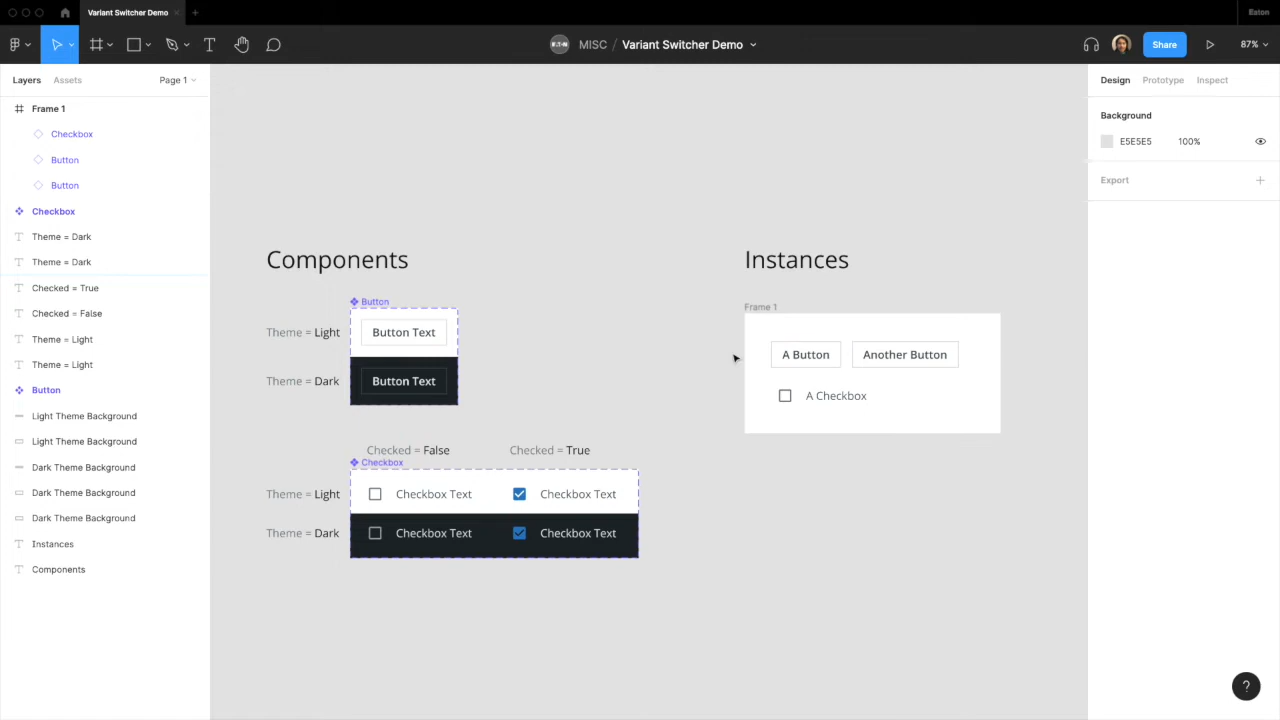 Variant Switcher Demo
Eaton
MISC / Variant Switcher Demo
Share
87%
Layers
Assets
Page 1
Frame 1
Checkbox
Button
Button
Checkbox
Theme = Dark
Theme = Dark
Checked = True
Checked = False
Theme = Light
Theme = Light
Button
Light Theme Background
Light Theme Background
Dark Theme Background
Dark Theme Background
Dark Theme Background
Instances
Components
Components
Button
Theme = Light
Button Text
Theme = Dark
Button Text
Checked = False
Checked = True
Checkbox
Theme = Light
Checkbox Text
Checkbox Text
Theme = Dark
Checkbox Text
Checkbox Text
Instances
Frame 1
A Button
Another Button
A Checkbox
Design
Prototype
Inspect
Background
E5E5E5
100%
Export
?